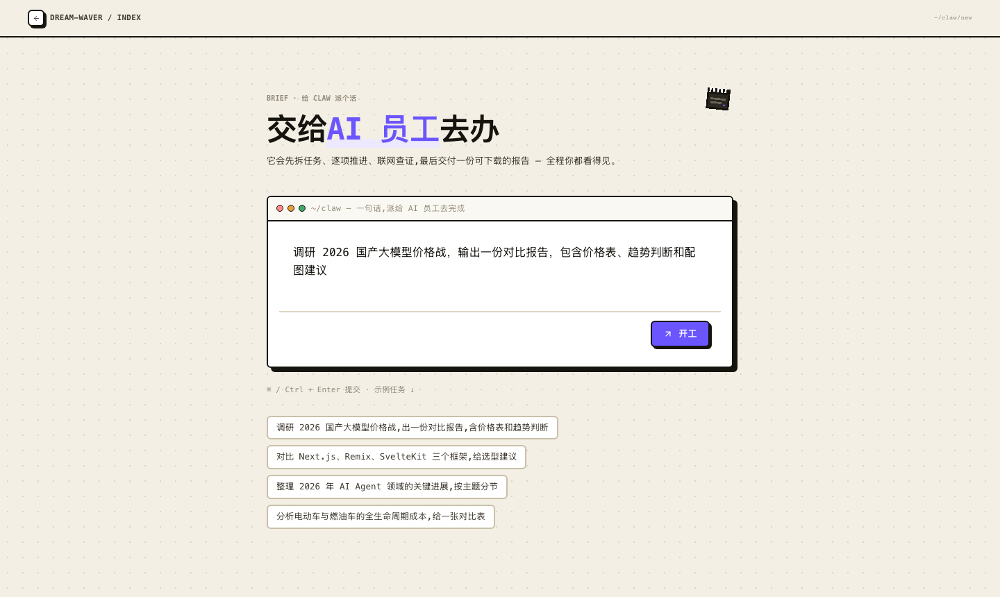 DREAM—WAVER / INDEX
~/claw/new
BRIEF · 给 CLAW 派个活
交给AI 员工去办
它会先拆任务、逐项推进、联网查证,最后交付一份可下载的报告 — 全程你都看得见。
~/claw — 一句话,派给 AI 员工去完成
调研 2026 国产大模型价格战，输出一份对比报告，包含价格表、趋势判断和配
图建议
开工
⌘ / Ctrl + Enter 提交 · 示例任务 ↓
调研 2026 国产大模型价格战,出一份对比报告,含价格表和趋势判断
对比 Next.js、Remix、SvelteKit 三个框架,给选型建议
整理 2026 年 AI Agent 领域的关键进展,按主题分节
分析电动车与燃油车的全生命周期成本,给一张对比表